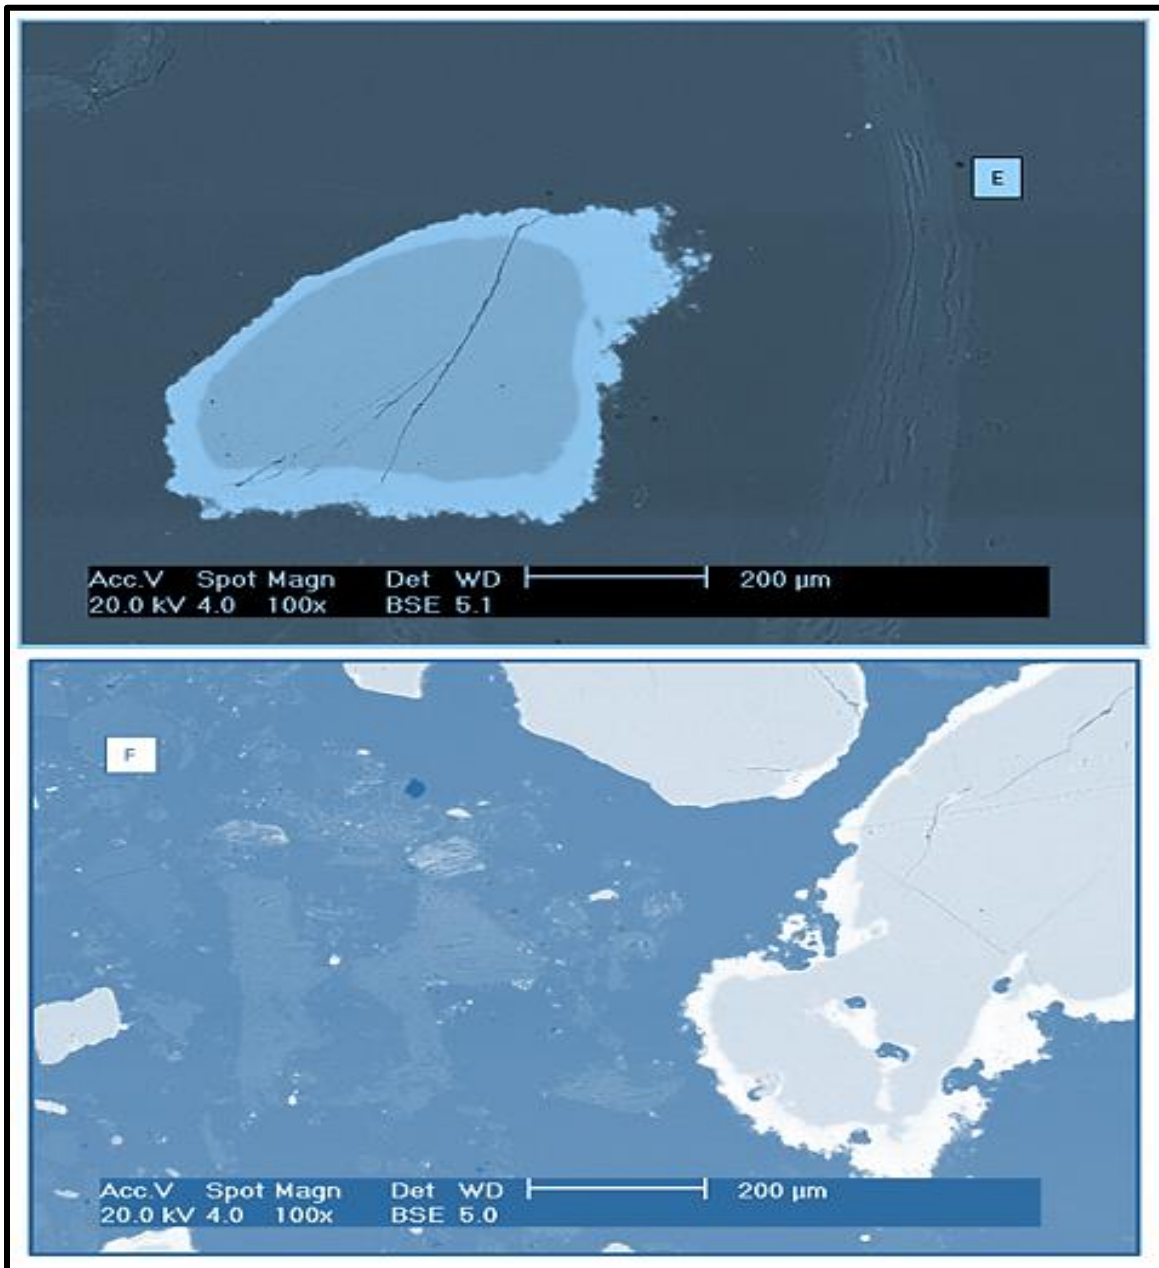 E
Acc.V Spot Magn Det WD 200 µm
20.0 kV 4.0 100x BSE 5.1
F
Acc.V Spot Magn Det WD 200 µm
20.0 kV 4.0 100x BSE 5.0